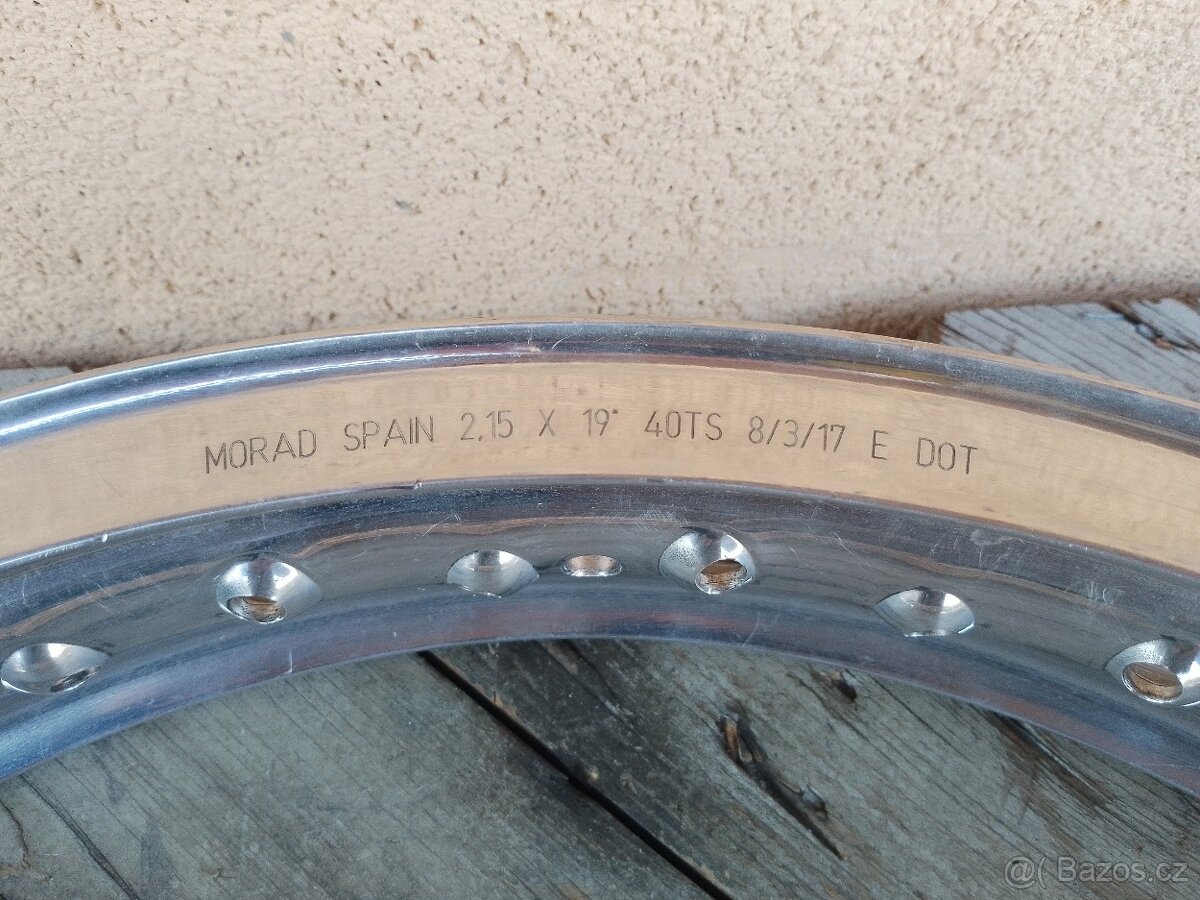 MORAD SPAIN 2.15 X 19" 40TS 8/3/17 E DOT
@( Bazos.cz